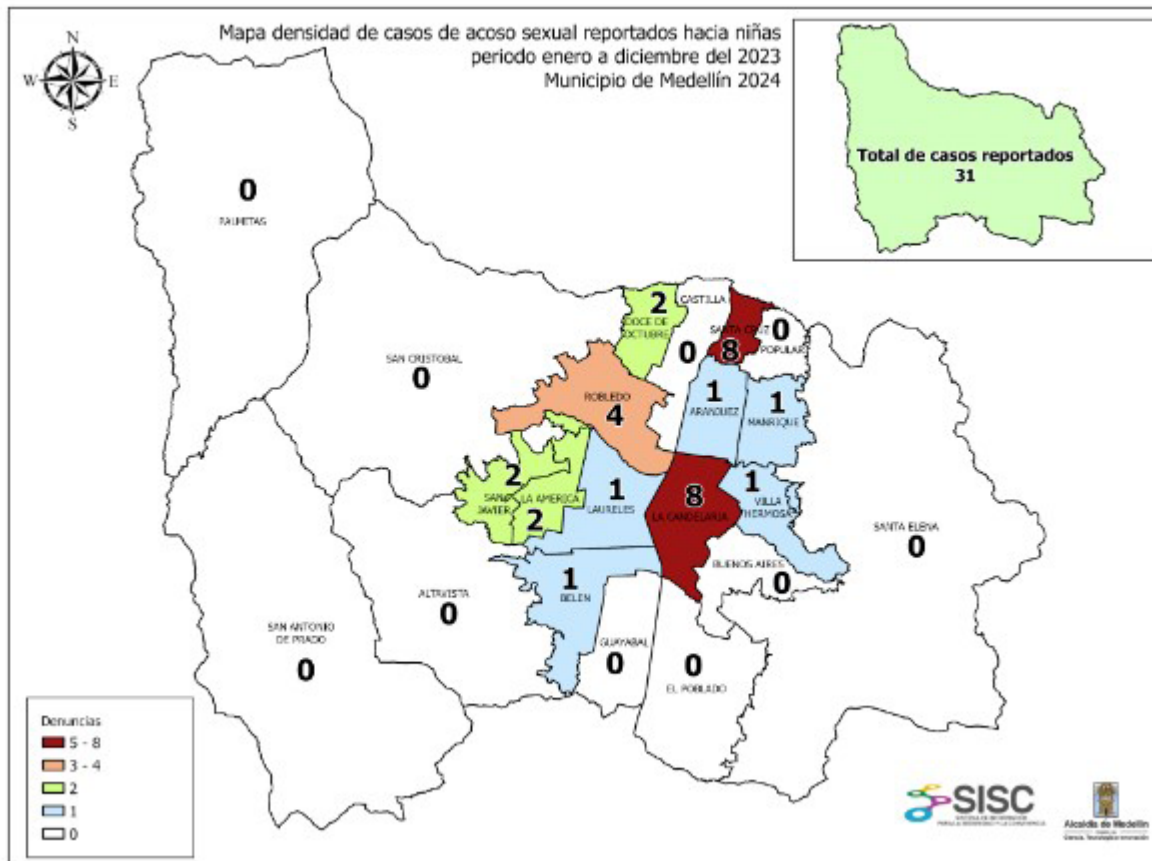 Mapa densidad de casos de acoso sexual reportados hacia niñas
periodo enero a diciembre del 2023
Municipio de Medellín 2024
N
W E
S
Total de casos reportados
31
0
PALMETAS
SAN CRISTOBAL
0
2
DOCE DE
OCTUBRE
CASTILLA
0
SANTA CRUZ
8
0
POPULAR
ROBLEDO
4
1
ARANJUEZ
1
MANRIQUE
2
SAN
JAVIER
LA AMERICA
2
1
LAURELES
8
LA CANDELARIA
1
VILLA
HERMOSA
SANTA ELENA
0
BUENOS AIRES
0
ALTAVISTA
0
1
BELEN
SAN ANTONIO
DE PRADO
0
GUAYABAL
0
0
EL POBLADO
Denuncias
5 - 8
3 - 4
2
1
0
SISC
Alcaldía de Medellín
Ciencia, Tecnología e Innovación